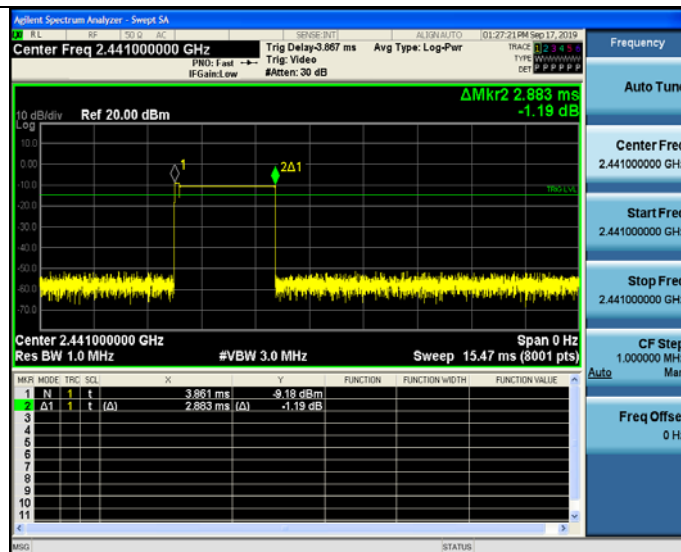 Agilent Spectrum Analyzer - Swept SA
RL RF 50 Ω AC SENSE:INT ALIGN AUTO 01:27:21 PM Sep 17, 2019
Center Freq 2.441000000 GHz
PNO: Fast
IFGain:Low
Trig Delay-3.867 ms
Trig: Video
#Atten: 30 dB
Avg Type: Log-Pwr
TRACE 1 2 3 4 5 6
TYPE WWWWWW
DET P P P P P P
ΔMkr2 2.883 ms
-1.19 dB
10 dB/div Ref 20.00 dBm
Log
10.0
0.00
-10.0
-20.0
-30.0
-40.0
-50.0
-60.0
-70.0
1
2Δ1
TRIG LVL
Center 2.441000000 GHz Span 0 Hz
Res BW 1.0 MHz #VBW 3.0 MHz Sweep 15.47 ms (8001 pts)
MKR MODE TRC SCL X Y FUNCTION FUNCTION WIDTH FUNCTION VALUE
1 N 1 t 3.861 ms -9.18 dBm
2 Δ1 1 t (Δ) 2.883 ms (Δ) -1.19 dB
3
4
5
6
7
8
9
10
11
MSG STATUS
Frequency
Auto Tune
Center Freq
2.441000000 GHz
Start Freq
2.441000000 GHz
Stop Freq
2.441000000 GHz
CF Step
1.000000 MHz
Auto Man
Freq Offset
0 Hz